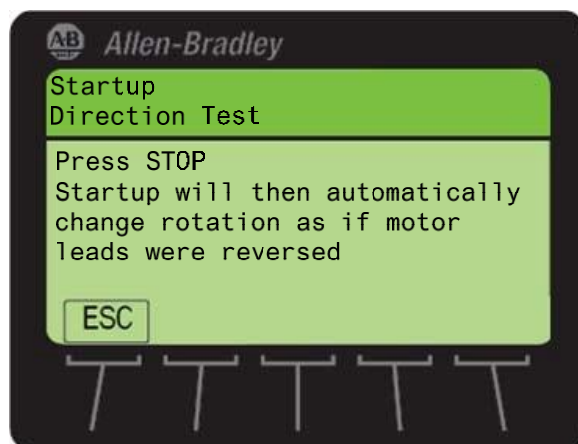 AB Allen-Bradley
Startup
Direction Test
Press STOP
Startup will then automatically
change rotation as if motor
leads were reversed
ESC